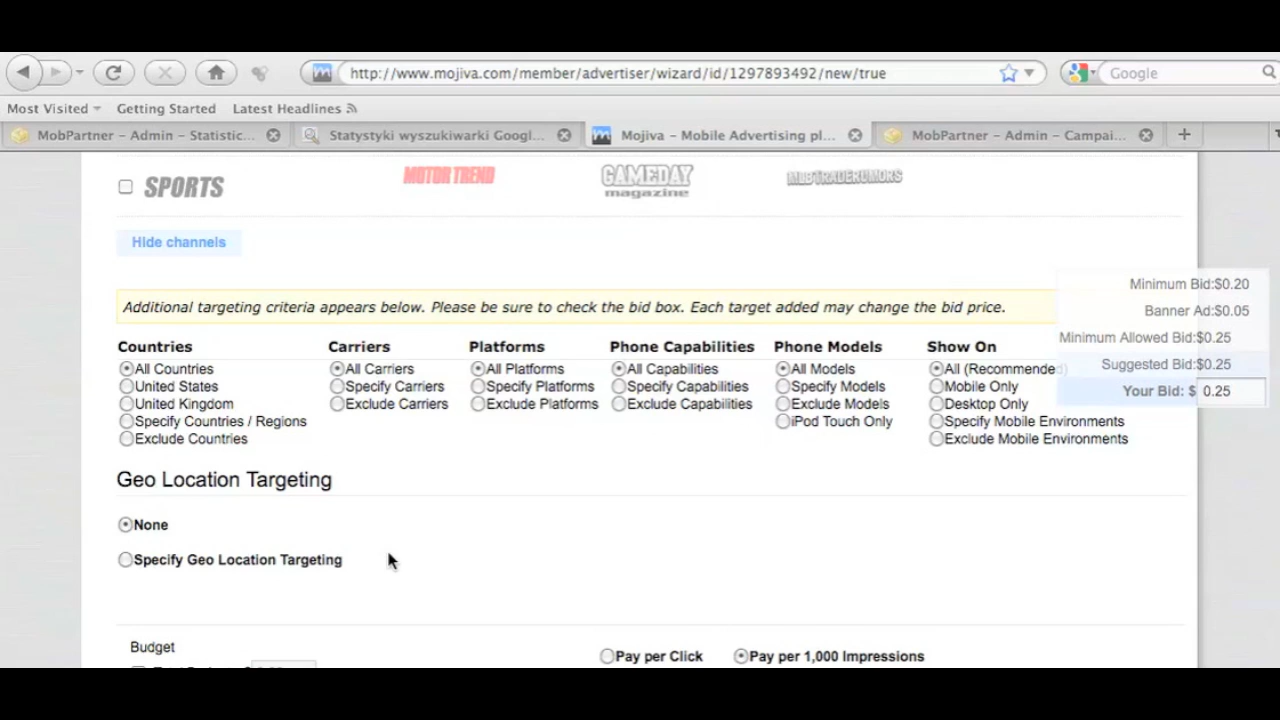 http://www.mojiva.com/member/advertiser/wizard/id/1297893492/new/true
Google
Most Visited
Getting Started
Latest Headlines
MobPartner – Admin – Statistic...
Statystyki wyszukiwarki Googl...
Mojiva – Mobile Advertising pl...
MobPartner – Admin – Campai...
SPORTS
MOTOR TREND
GAMEDAY
magazine
MLBTRADERUMORS
Hide channels
Minimum Bid:$0.20
Banner Ad:$0.05
Minimum Allowed Bid:$0.25
Suggested Bid:$0.25
Your Bid: $ 0.25
Additional targeting criteria appears below. Please be sure to check the bid box. Each target added may change the bid price.
Countries
All Countries
United States
United Kingdom
Specify Countries / Regions
Exclude Countries
Carriers
All Carriers
Specify Carriers
Exclude Carriers
Platforms
All Platforms
Specify Platforms
Exclude Platforms
Phone Capabilities
All Capabilities
Specify Capabilities
Exclude Capabilities
Phone Models
All Models
Specify Models
Exclude Models
iPod Touch Only
Show On
All (Recommended
Mobile Only
Desktop Only
Specify Mobile Environments
Exclude Mobile Environments
Geo Location Targeting
None
Specify Geo Location Targeting
Budget
Pay per Click
Pay per 1,000 Impressions